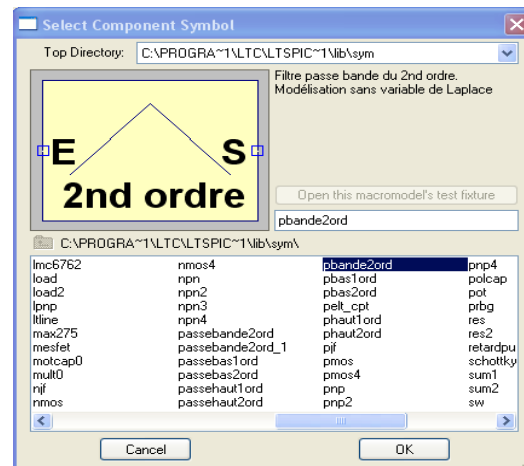 Select Component Symbol
Top Directory: C:\PROGRA~1\LTC\LTSPIC~1\lib\sym
Filtre passe bande du 2nd ordre.
Modélisation sans variable de Laplace
E S
2nd ordre
Open this macromodel's test fixture
pbande2ord
C:\PROGRA~1\LTC\LTSPIC~1\lib\sym\
lmc6762 nmos4 pbande2ord pnp4
load npn pbas1ord polcap
load2 npn2 pbas2ord pot
lpnp npn3 pelt_cpt prbg
ltline npn4 phaut1ord res
max275 passebande2ord phaut2ord res2
mesfet passebande2ord_1 pjf retardpu
motcap0 passebas1ord pmos schottky
mult0 passebas2ord pmos4 sum1
njf passehaut1ord pnp sum2
nmos passehaut2ord pnp2 sw
Cancel OK